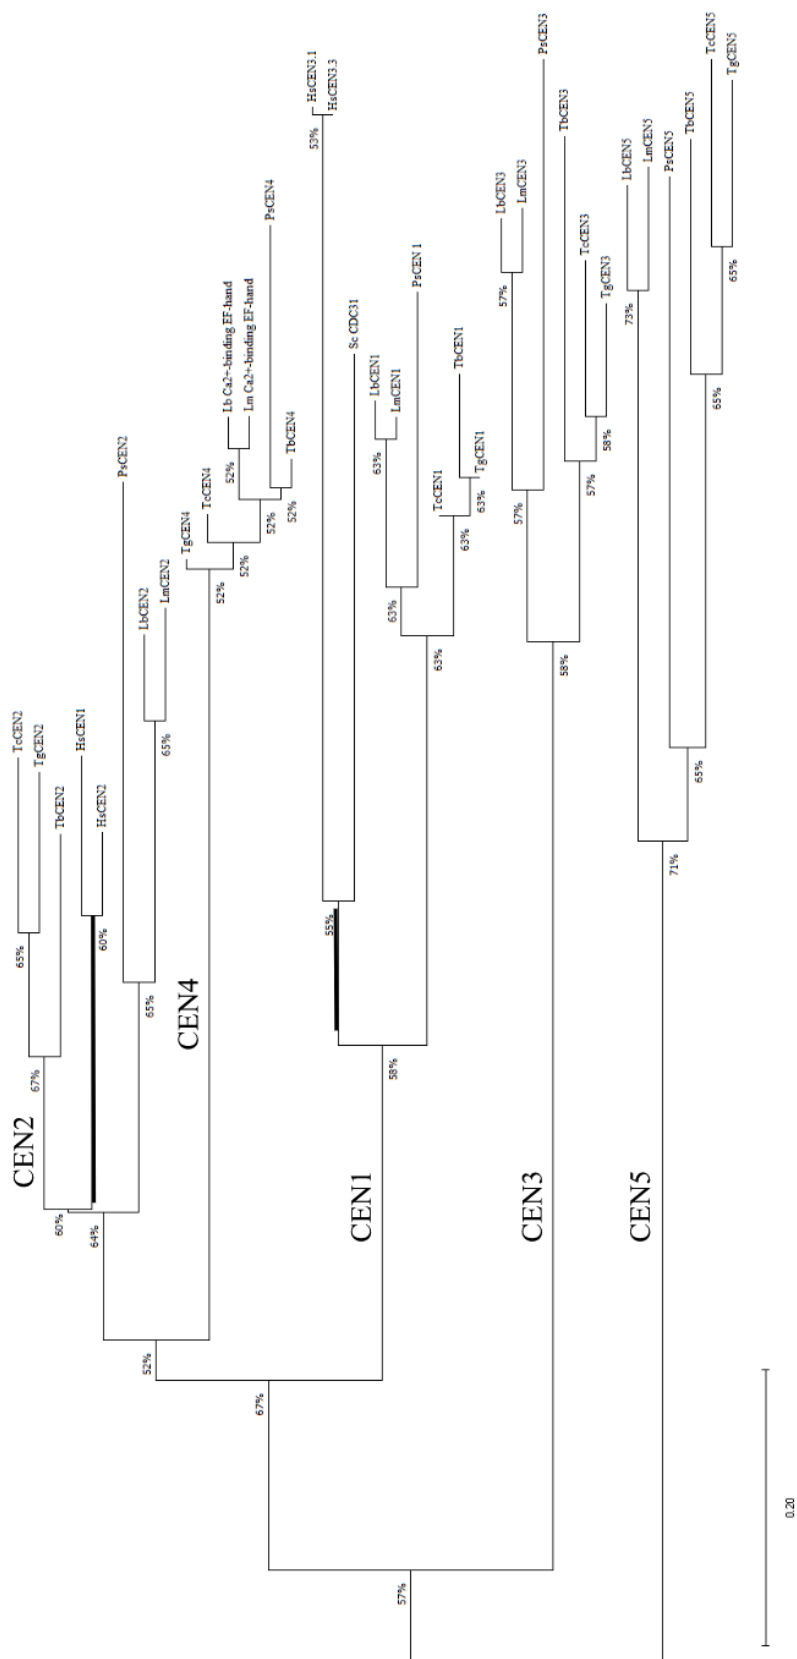 TcCEN2
TgCEN2
65%
TbCEN2
67%
HsCEN1
HsCEN2
60%
60%
CEN2
PsCEN2
LbCEN2
LmCEN2
65%
65%
64%
TgCEN4
TcCEN4
Lb Ca2+-binding EF-hand
Lm Ca2+-binding EF-hand
52%
PsCEN4
TbCEN4
52%
52%
52%
52%
CEN4
52%
HsCEN3.1
HsCEN3.3
53%
Sc CDC31
55%
LbCEN1
LmCEN1
63%
PsCEN 1
63%
TcCEN1
TbCEN1
TgCEN1
63%
63%
63%
58%
CEN1
67%
LbCEN3
LmCEN3
57%
PsCEN3
57%
TbCEN3
TcCEN3
TgCEN3
58%
57%
58%
CEN3
57%
LbCEN5
LmCEN5
73%
PsCEN5
TbCEN5
TcCEN5
TgCEN5
65%
65%
65%
71%
CEN5
0.20